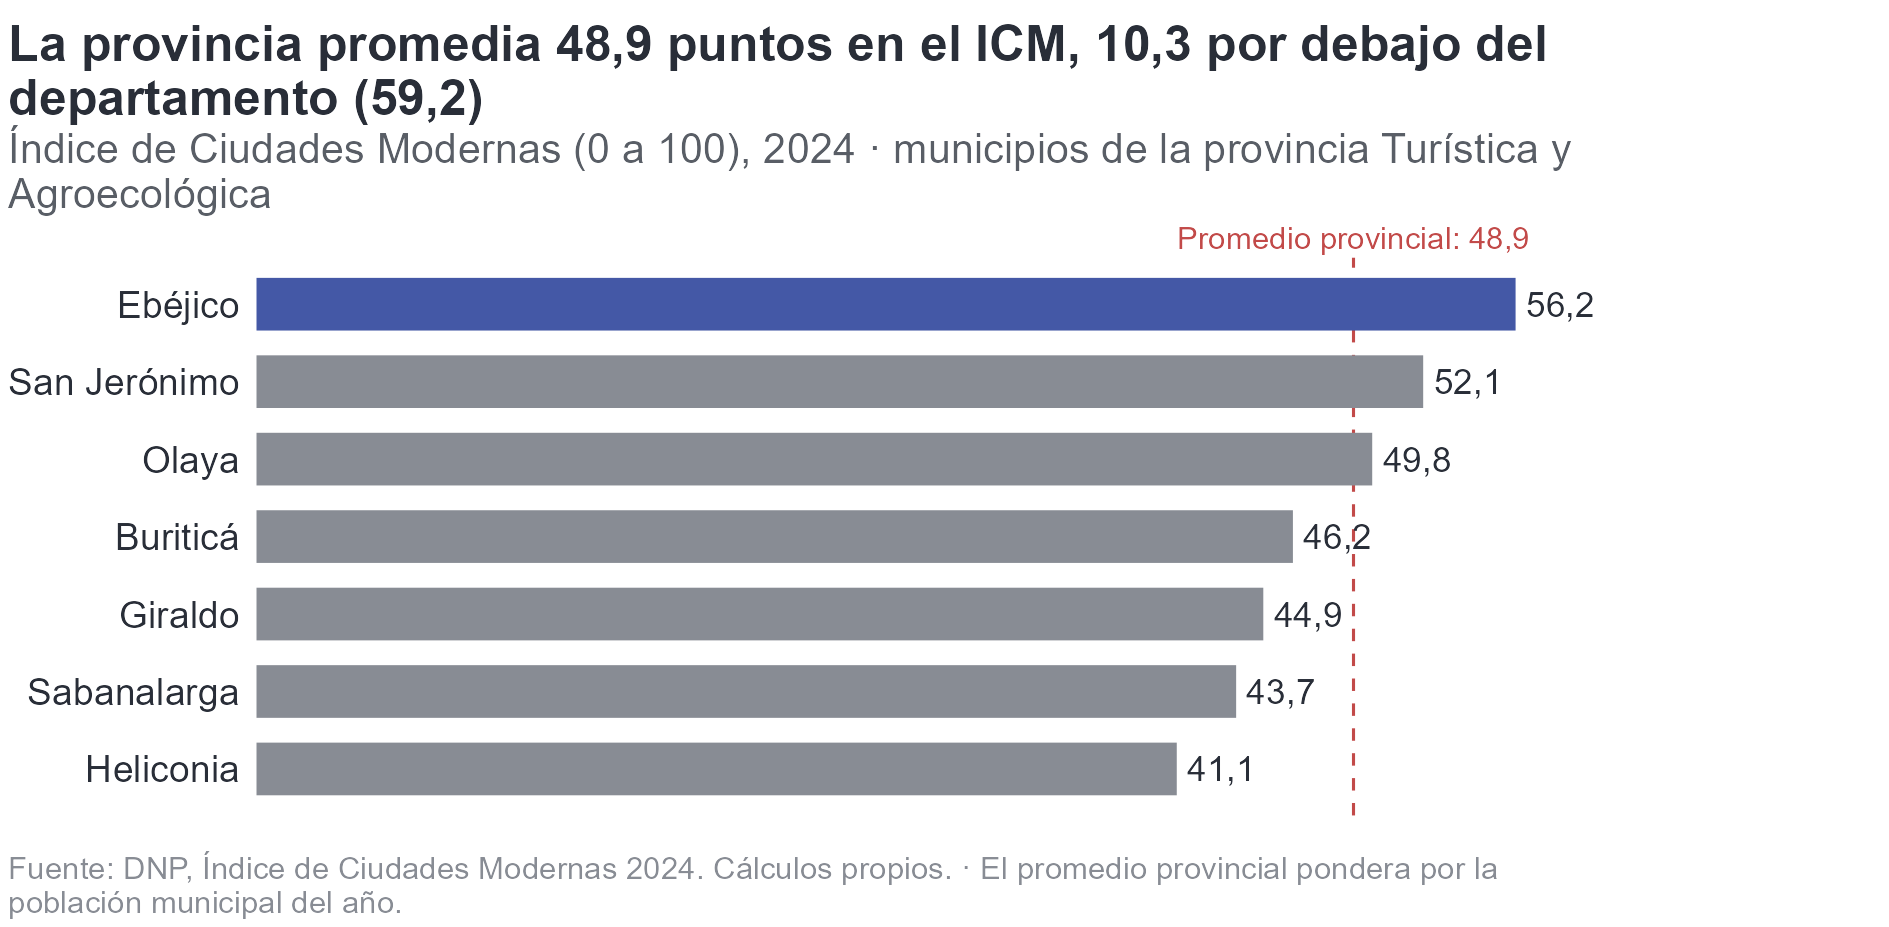 La provincia promedia 48,9 puntos en el ICM, 10,3 por debajo del
departamento (59,2)
Índice de Ciudades Modernas (0 a 100), 2024 · municipios de la provincia Turística y
Agroecológica
Promedio provincial: 48,9
Ebéjico 56,2
San Jerónimo 52,1
Olaya 49,8
Buriticá 46,2
Giraldo 44,9
Sabanalarga 43,7
Heliconia 41,1
Fuente: DNP, Índice de Ciudades Modernas 2024. Cálculos propios. · El promedio provincial pondera por la
población municipal del año.